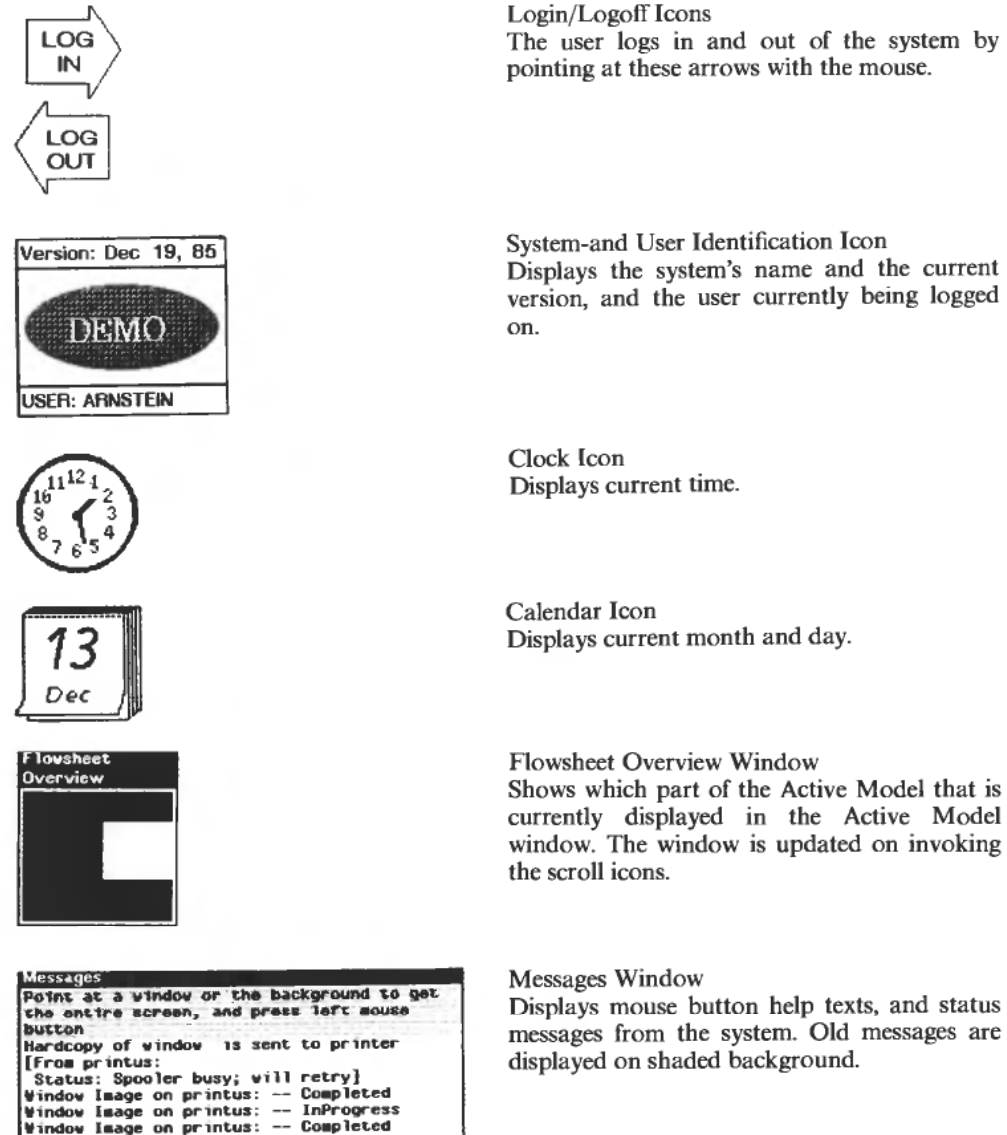 LOG
IN
Login/Logoff Icons
The user logs in and out of the system by
pointing at these arrows with the mouse.
LOG
OUT
Version: Dec 19, 85
DEMO
USER: ARNSTEIN
System-and User Identification Icon
Displays the system's name and the current
version, and the user currently being logged
on.
11 12 1
10 2
9 3
8 4
7 6 5
Clock Icon
Displays current time.
13
Dec
Calendar Icon
Displays current month and day.
Flowsheet
Overview
Flowsheet Overview Window
Shows which part of the Active Model that is
currently displayed in the Active Model
window. The window is updated on invoking
the scroll icons.
Messages
Point at a window or the background to get
the entire screen, and press left mouse
button
Hardcopy of window is sent to printer
[From printus:
Status: Spooler busy; will retry]
Window Image on printus: -- Completed
Window Image on printus: -- InProgress
Window Image on printus: -- Completed
Messages Window
Displays mouse button help texts, and status
messages from the system. Old messages are
displayed on shaded background.